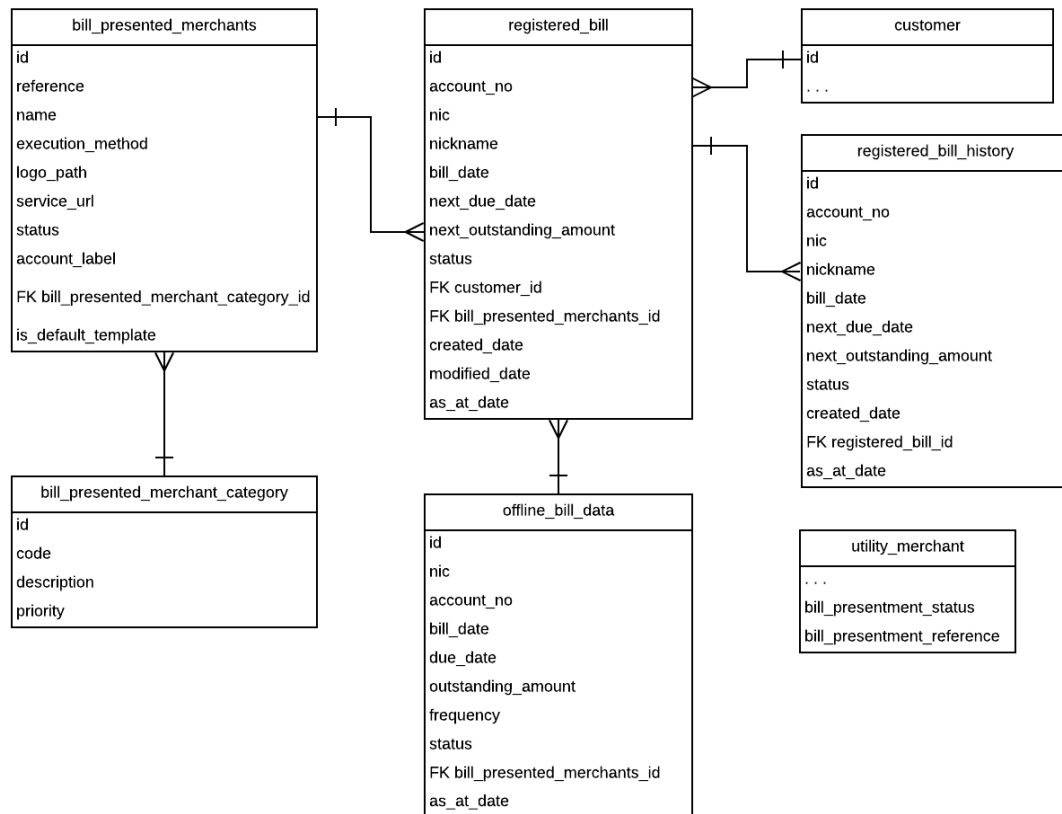 bill_presented_merchants
id
reference
name
execution_method
logo_path
service_url
status
account_label
FK bill_presented_merchant_category_id
is_default_template
registered_bill
id
account_no
nic
nickname
bill_date
next_due_date
next_outstanding_amount
status
FK customer_id
FK bill_presented_merchants_id
created_date
modified_date
as_at_date
customer
id
. . .
registered_bill_history
id
account_no
nic
nickname
bill_date
next_due_date
next_outstanding_amount
status
created_date
FK registered_bill_id
as_at_date
bill_presented_merchant_category
id
code
description
priority
offline_bill_data
id
nic
account_no
bill_date
due_date
outstanding_amount
frequency
status
FK bill_presented_merchants_id
as_at_date
utility_merchant
. . .
bill_presentment_status
bill_presentment_reference